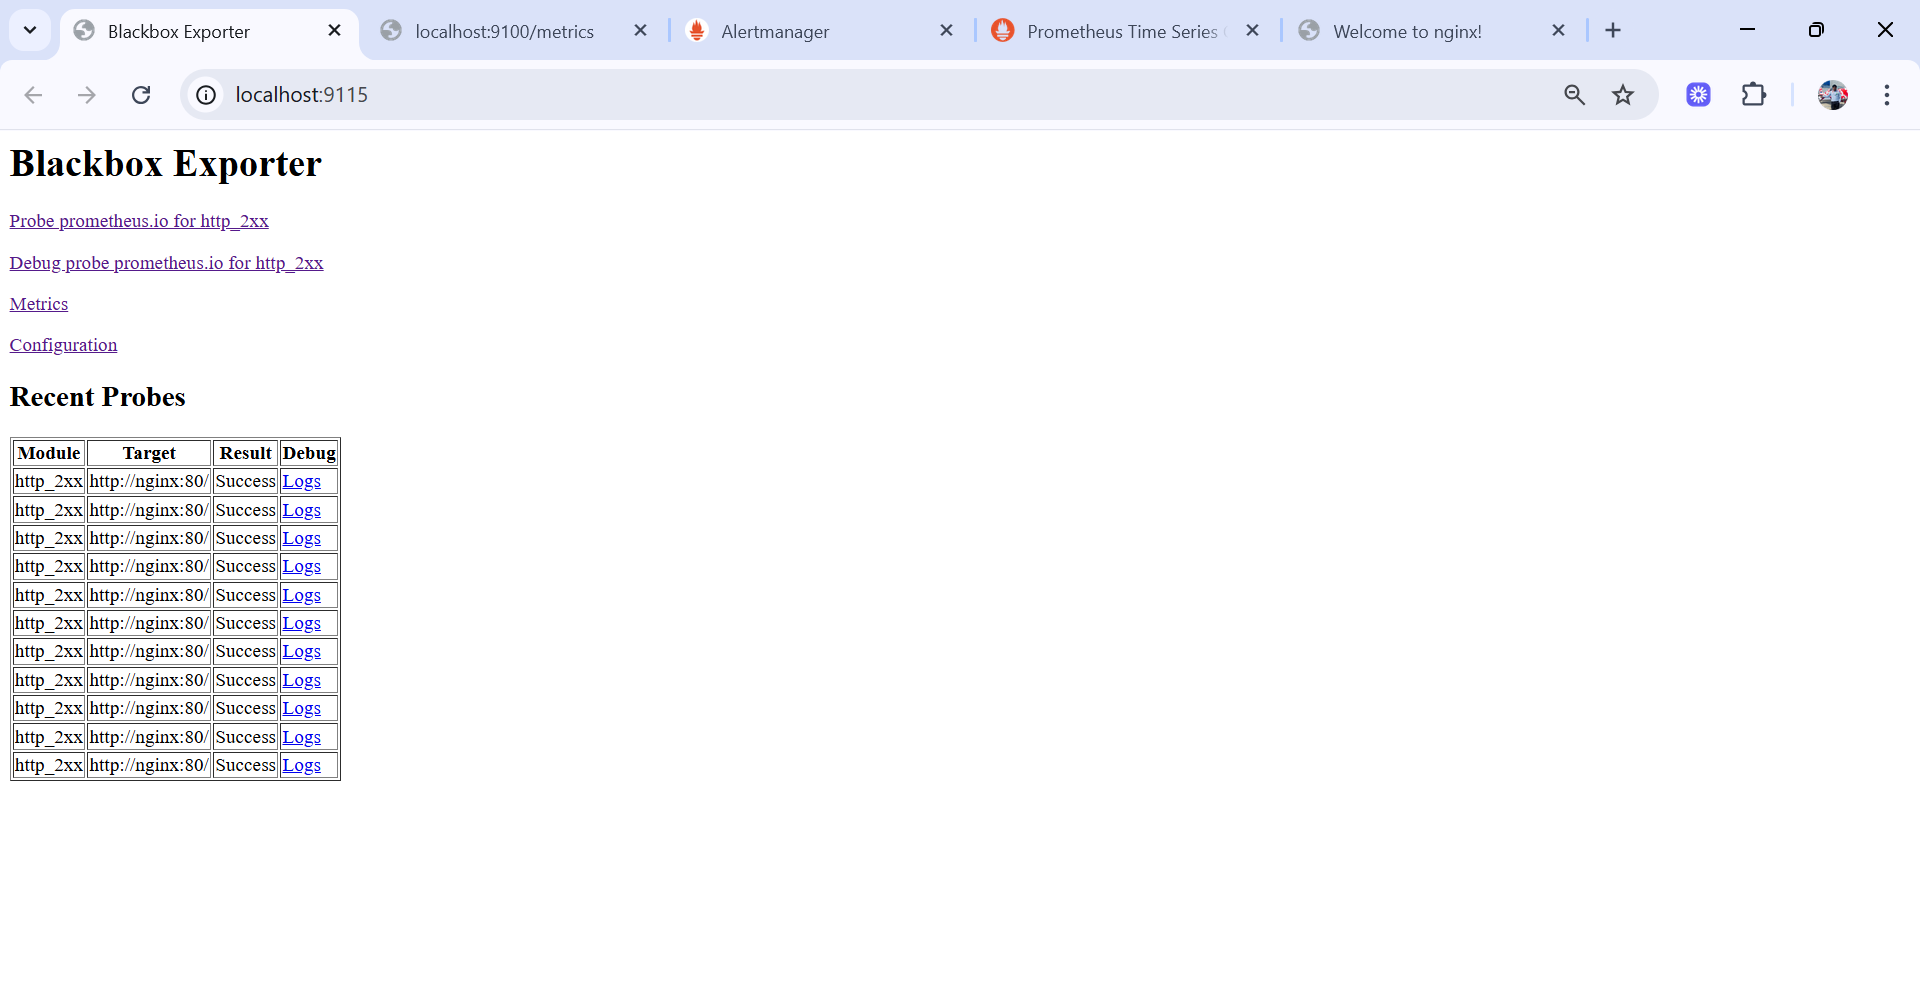 Blackbox Exporter
localhost:9100/metrics
Alertmanager
Prometheus Time Series
Welcome to nginx!
localhost:9115
Blackbox Exporter
Probe prometheus.io for http_2xx
Debug probe prometheus.io for http_2xx
Metrics
Configuration
Recent Probes
Module Target Result Debug
http_2xx http://nginx:80/ Success Logs
http_2xx http://nginx:80/ Success Logs
http_2xx http://nginx:80/ Success Logs
http_2xx http://nginx:80/ Success Logs
http_2xx http://nginx:80/ Success Logs
http_2xx http://nginx:80/ Success Logs
http_2xx http://nginx:80/ Success Logs
http_2xx http://nginx:80/ Success Logs
http_2xx http://nginx:80/ Success Logs
http_2xx http://nginx:80/ Success Logs
http_2xx http://nginx:80/ Success Logs